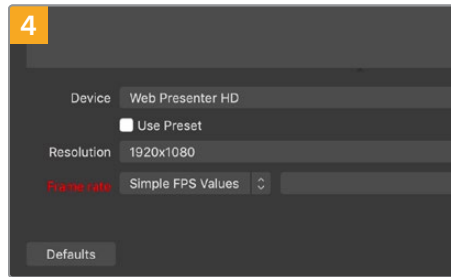 4
Device Web Presenter HD
Use Preset
Resolution 1920x1080
Frame rate Simple FPS Values
Defaults